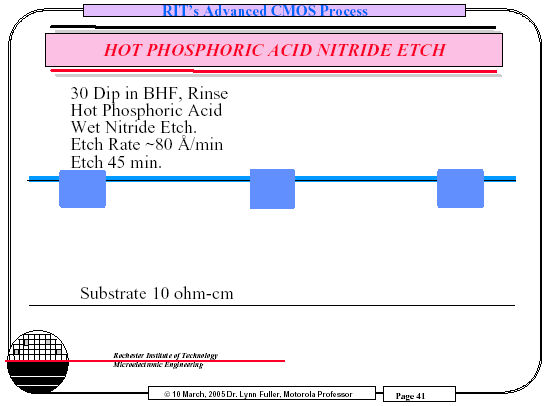 RIT's Advanced CMOS Process
HOT PHOSPHORIC ACID NITRIDE ETCH
30 Dip in BHF, Rinse
Hot Phosphoric Acid
Wet Nitride Etch.
Etch Rate ~80 Å/min
Etch 45 min.
Substrate 10 ohm-cm
Rochester Institute of Technology
Microelectronic Engineering
© 10 March, 2005 Dr. Lynn Fuller, Motorola Professor
Page 41